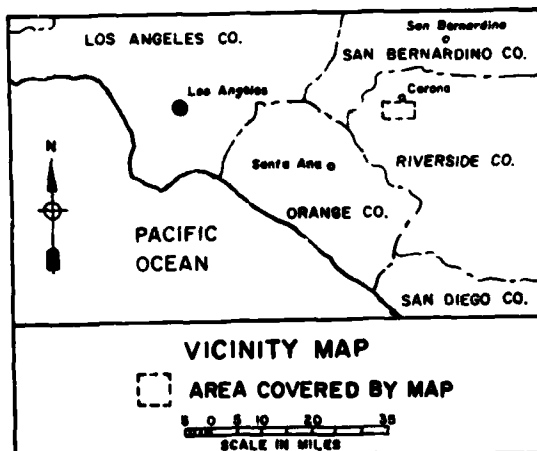 San Bernardino
LOS ANGELES CO.
SAN BERNARDINO CO.
Los Angeles
Corona
N
Santa Ana
RIVERSIDE CO.
ORANGE CO.
PACIFIC
OCEAN
SAN DIEGO CO.
VICINITY MAP
AREA COVERED BY MAP
5 0 5 10 20 35
SCALE IN MILES